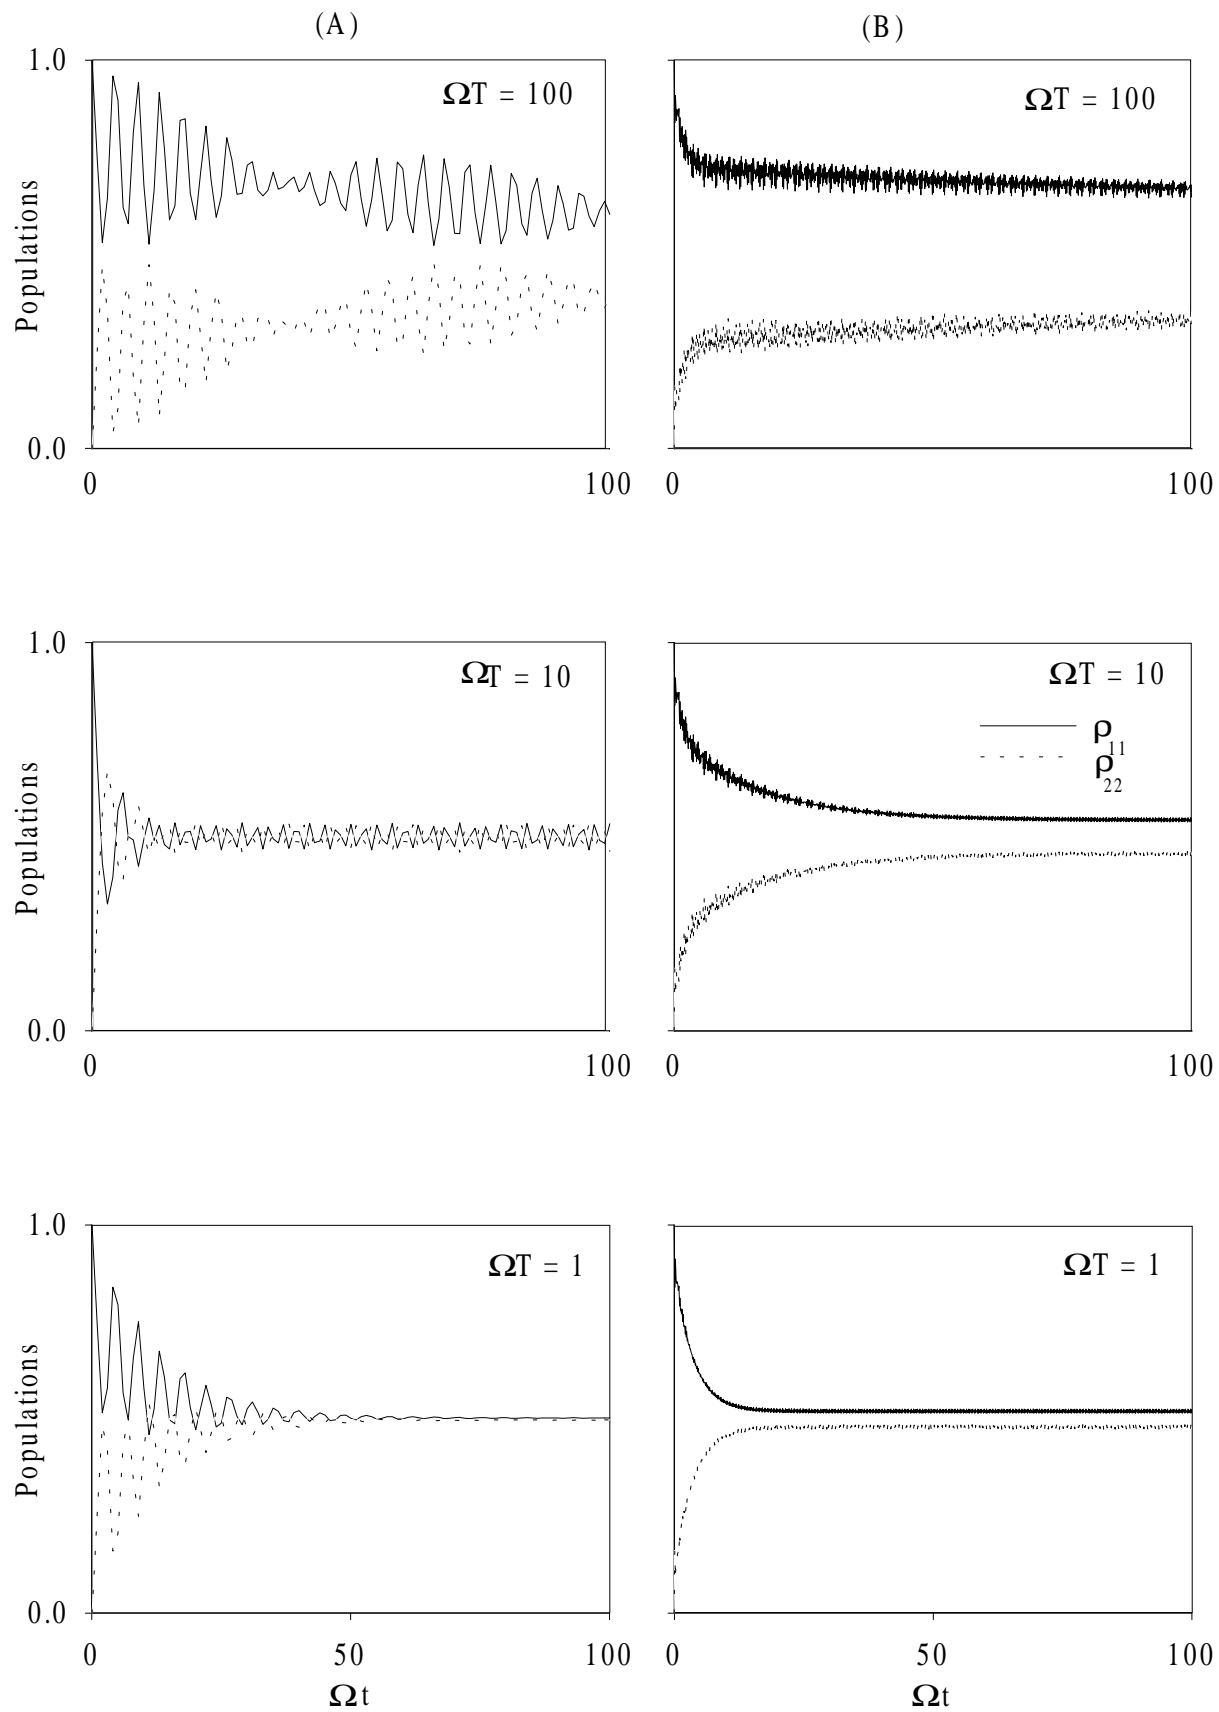 (A) (B)
1.0
ΩT = 100
ΩT = 100
Populations
0.0
0 100 0 100
1.0
ΩT = 10
ΩT = 10
ρ11
ρ22
Populations
0.0
0 100 0 100
1.0
ΩT = 1
ΩT = 1
Populations
0.0
0 50 100 0 50 100
Ωt Ωt